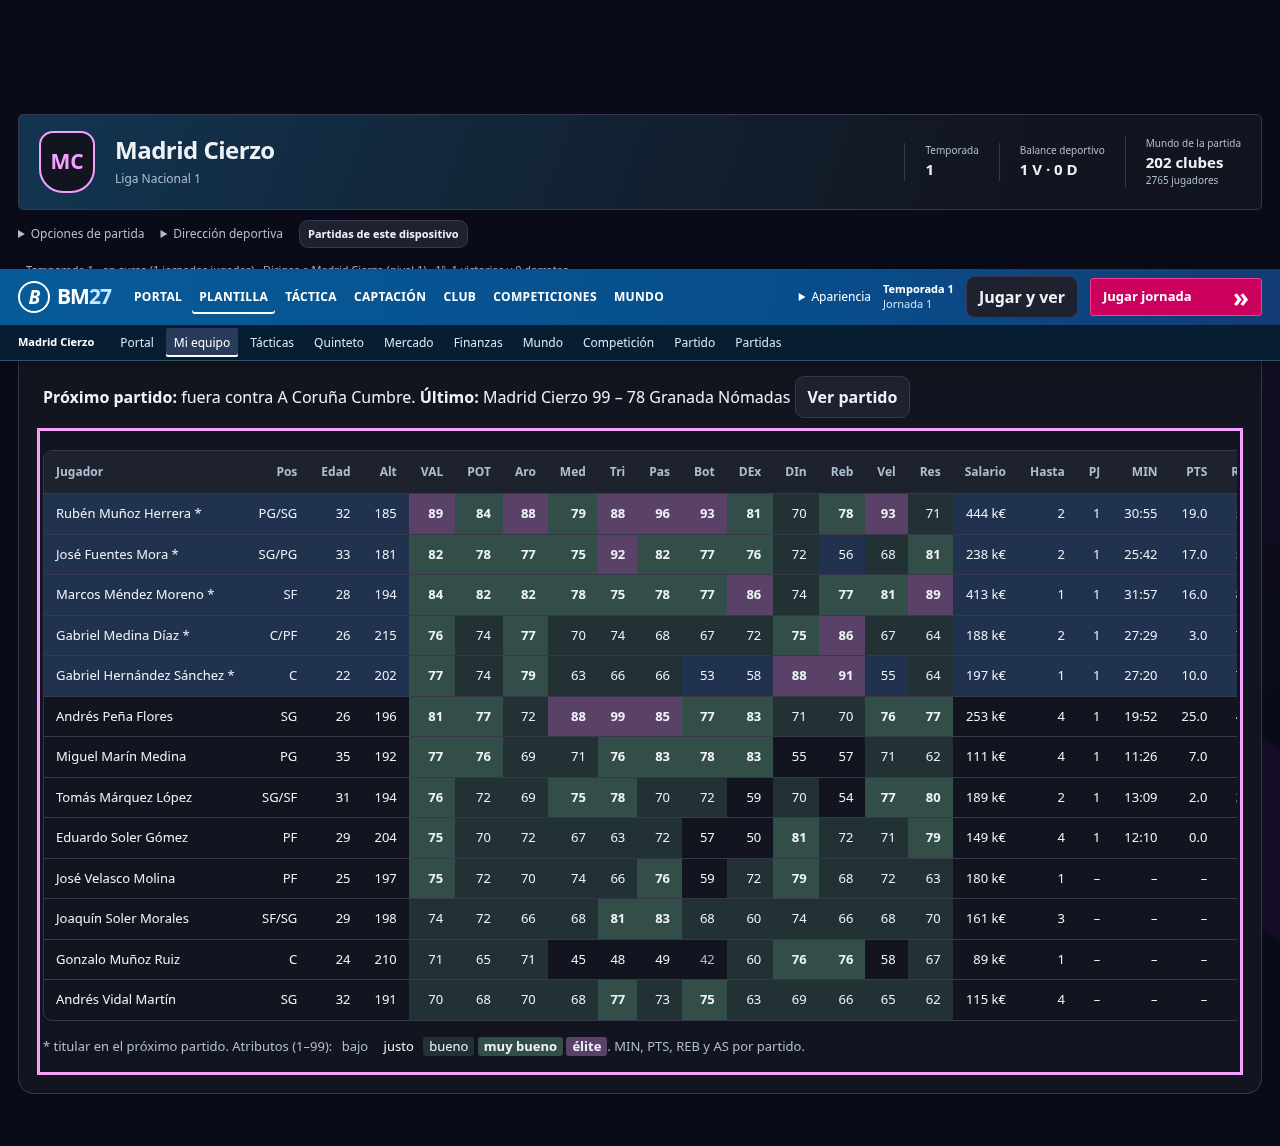 MC
Madrid Cierzo
Liga Nacional 1
Temporada
1
Balance deportivo
1 V · 0 D
Mundo de la partida
202 clubes
2765 jugadores
▶ Opciones de partida ▶ Dirección deportiva Partidas de este dispositivo
B BM27 PORTAL PLANTILLA TÁCTICA CAPTACIÓN CLUB COMPETICIONES MUNDO ▶ Apariencia Temporada 1 Jornada 1 Jugar y ver Jugar jornada »
Madrid Cierzo Portal Mi equipo Tácticas Quinteto Mercado Finanzas Mundo Competición Partido Partidas
Próximo partido: fuera contra A Coruña Cumbre. Último: Madrid Cierzo 99 – 78 Granada Nómadas Ver partido
Jugador Pos Edad Alt VAL POT Aro Med Tri Pas Bot DEx DIn Reb Vel Res Salario Hasta PJ MIN PTS
Rubén Muñoz Herrera * PG/SG 32 185 89 84 88 79 88 96 93 81 70 78 93 71 444 k€ 2 1 30:55 19.0
José Fuentes Mora * SG/PG 33 181 82 78 77 75 92 82 77 76 72 56 68 81 238 k€ 2 1 25:42 17.0
Marcos Méndez Moreno * SF 28 194 84 82 82 78 75 78 77 86 74 77 81 89 413 k€ 1 1 31:57 16.0
Gabriel Medina Díaz * C/PF 26 215 76 74 77 70 74 68 67 72 75 86 67 64 188 k€ 2 1 27:29 3.0
Gabriel Hernández Sánchez * C 22 202 77 74 79 63 66 66 53 58 88 91 55 64 197 k€ 1 1 27:20 10.0
Andrés Peña Flores SG 26 196 81 77 72 88 99 85 77 83 71 70 76 77 253 k€ 4 1 19:52 25.0
Miguel Marín Medina PG 35 192 77 76 69 71 76 83 78 83 55 57 71 62 111 k€ 4 1 11:26 7.0
Tomás Márquez López SG/SF 31 194 76 72 69 75 78 70 72 59 70 54 77 80 189 k€ 2 1 13:09 2.0
Eduardo Soler Gómez PF 29 204 75 70 72 67 63 72 57 50 81 72 71 79 149 k€ 4 1 12:10 0.0
José Velasco Molina PF 25 197 75 72 70 74 66 76 59 72 79 68 72 63 180 k€ 1 – – –
Joaquín Soler Morales SF/SG 29 198 74 72 66 68 81 83 68 60 74 66 68 70 161 k€ 3 – – –
Gonzalo Muñoz Ruiz C 24 210 71 65 71 45 48 49 42 60 76 76 58 67 89 k€ 1 – – –
Andrés Vidal Martín SG 32 191 70 68 70 68 77 73 75 63 69 66 65 62 115 k€ 4 – – –
* titular en el próximo partido. Atributos (1–99): bajo justo bueno muy bueno élite. MIN, PTS, REB y AS por partido.